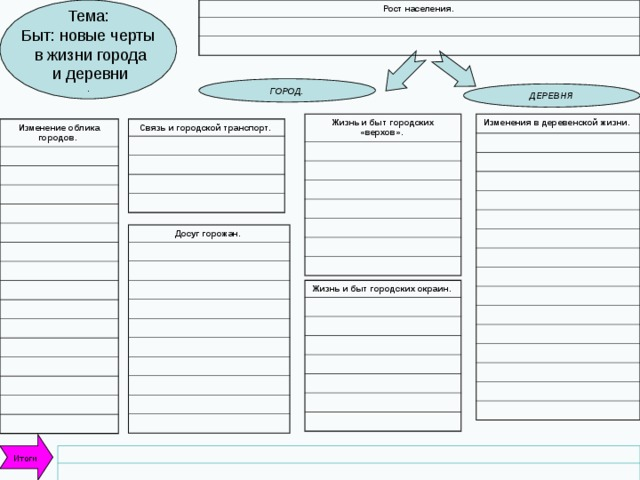 Тема:
Быт: новые черты
в жизни города
и деревни
.
Рост населения.
ГОРОД.
ДЕРЕВНЯ
Изменение облика
городов.
Связь и городской транспорт.
Жизнь и быт городских
«верхов».
Изменения в деревенской жизни.
Досуг горожан.
Жизнь и быт городских окраин.
Итоги